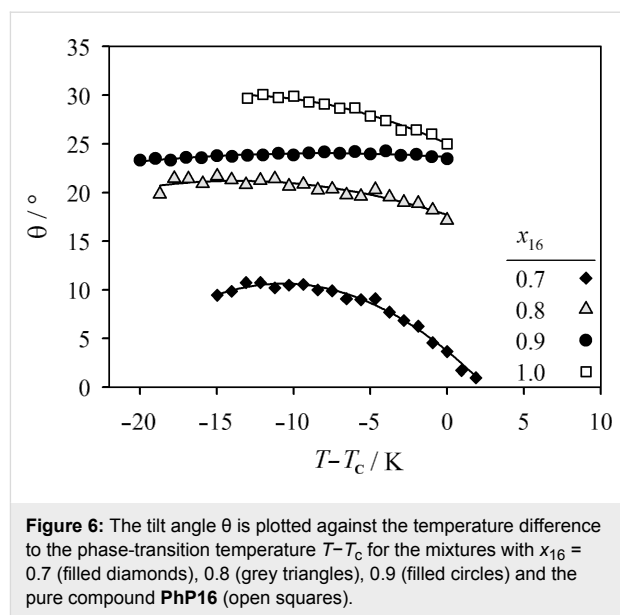 35
30
25
20
15
10
5
0
θ / °
x16
0.7
0.8
0.9
1.0
−20 −15 −10 −5 0 5 10
T−Tc / K
Figure 6: The tilt angle θ is plotted against the temperature difference
to the phase-transition temperature T−Tc for the mixtures with x16 =
0.7 (filled diamonds), 0.8 (grey triangles), 0.9 (filled circles) and the
pure compound PhP16 (open squares).